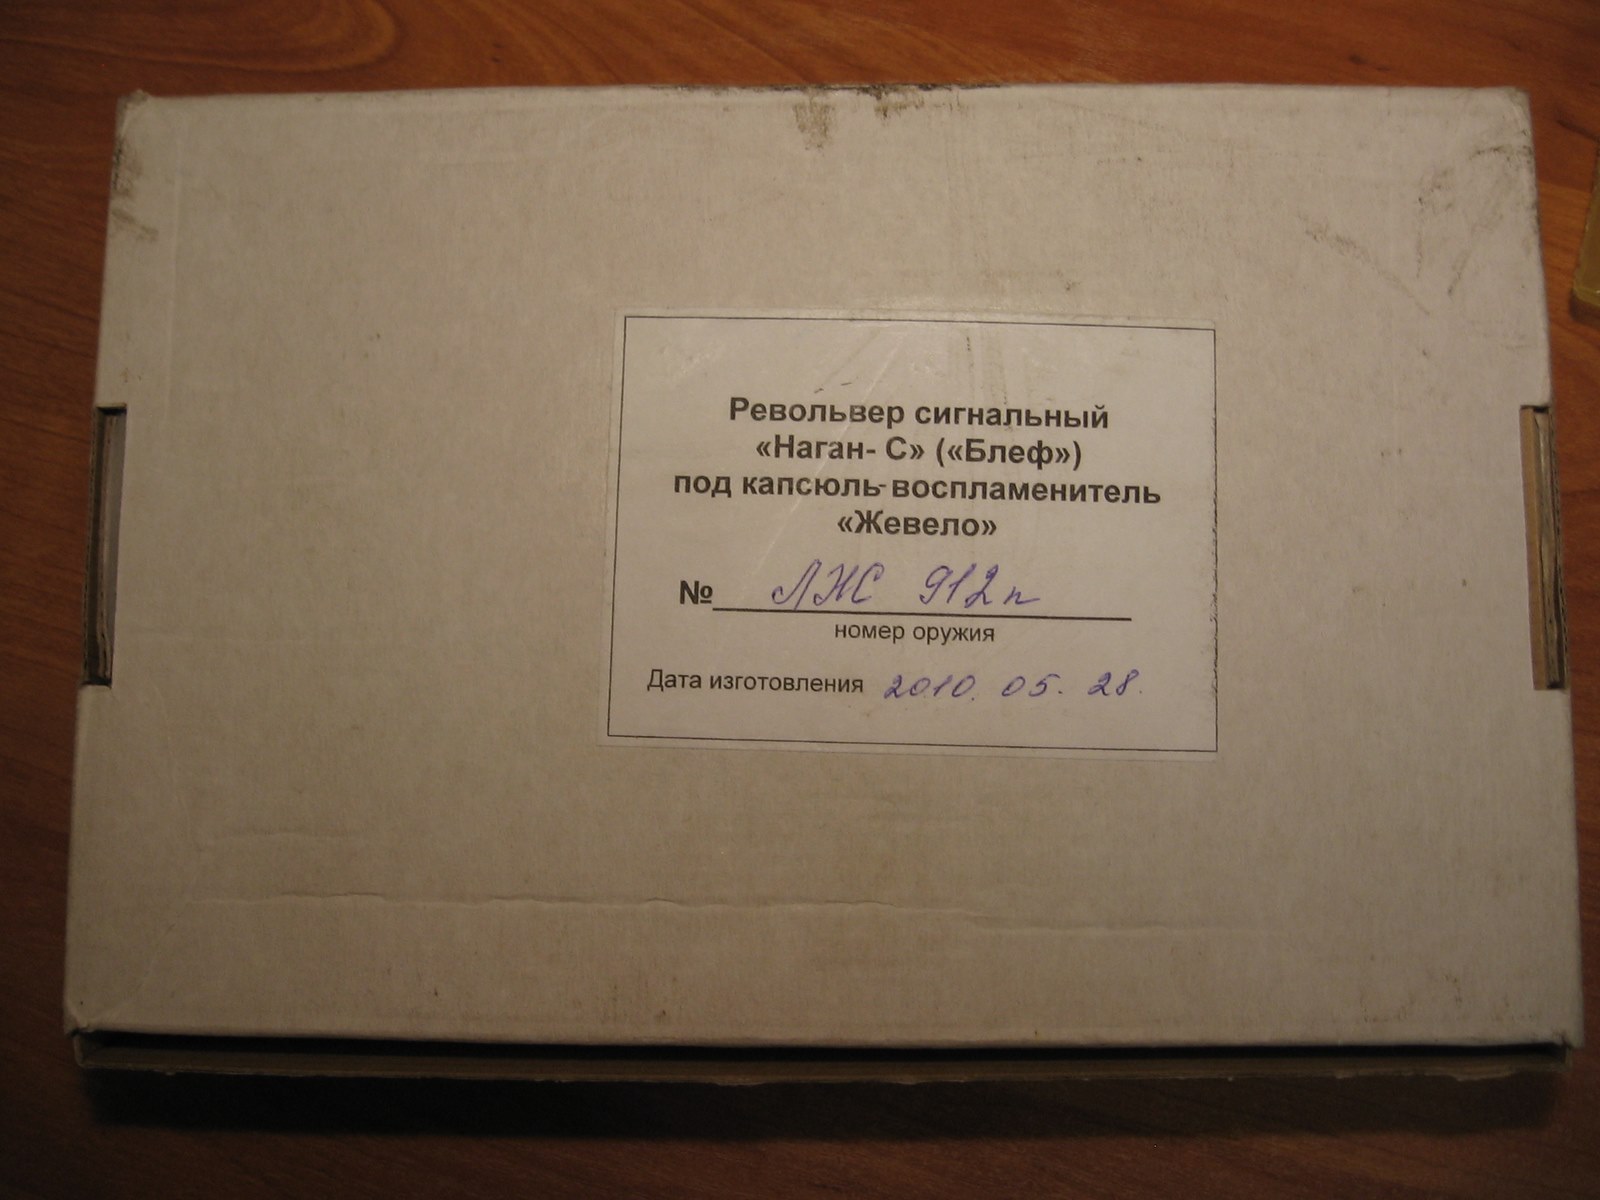 Револьвер сигнальный
«Наган- С» («Блеф»)
под капсюль-воспламенитель
«Жевело»
№ ЛЖС 912п
номер оружия
Дата изготовления 2010. 05. 28.